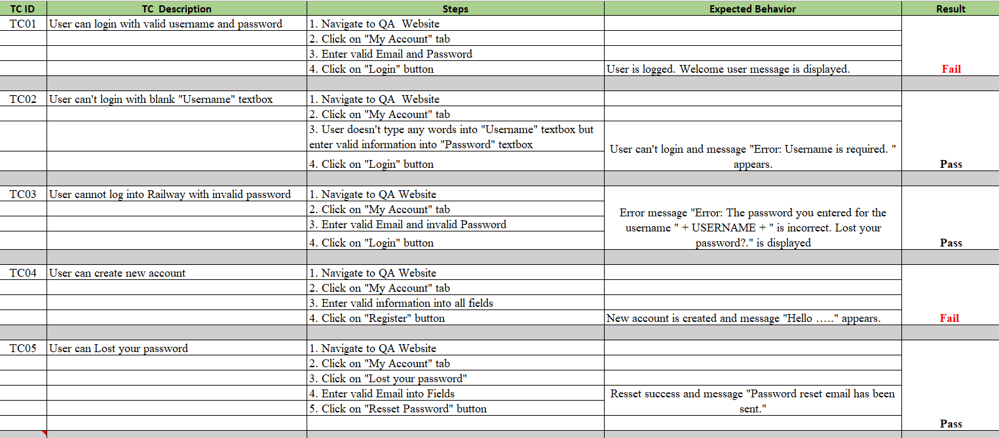 TC ID TC Description Steps Expected Behavior Result
TC01 User can login with valid username and password 1. Navigate to QA Website
2. Click on "My Account" tab
3. Enter valid Email and Password
4. Click on "Login" button User is logged. Welcome user message is displayed. Fail
TC02 User can't login with blank "Username" textbox 1. Navigate to QA Website
2. Click on "My Account" tab
3. User doesn't type any words into "Username" textbox but
enter valid information into "Password" textbox
User can't login and message "Error: Username is required. "
4. Click on "Login" button appears. Pass
TC03 User cannot log into Railway with invalid password 1. Navigate to QA Website
2. Click on "My Account" tab
Error message "Error: The password you entered for the
3. Enter valid Email and invalid Password username " + USERNAME + " is incorrect. Lost your
4. Click on "Login" button password?." is displayed Pass
TC04 User can create new account 1. Navigate to QA Website
2. Click on "My Account" tab
3. Enter valid information into all fields
4. Click on "Register" button New account is created and message "Hello ….." appears. Fail
TC05 User can Lost your password 1. Navigate to QA Website
2. Click on "My Account" tab
3. Click on "Lost your password"
4. Enter valid Email into Fields Resset success and message "Password reset email has been
5. Click on "Resset Password" button sent."
Pass